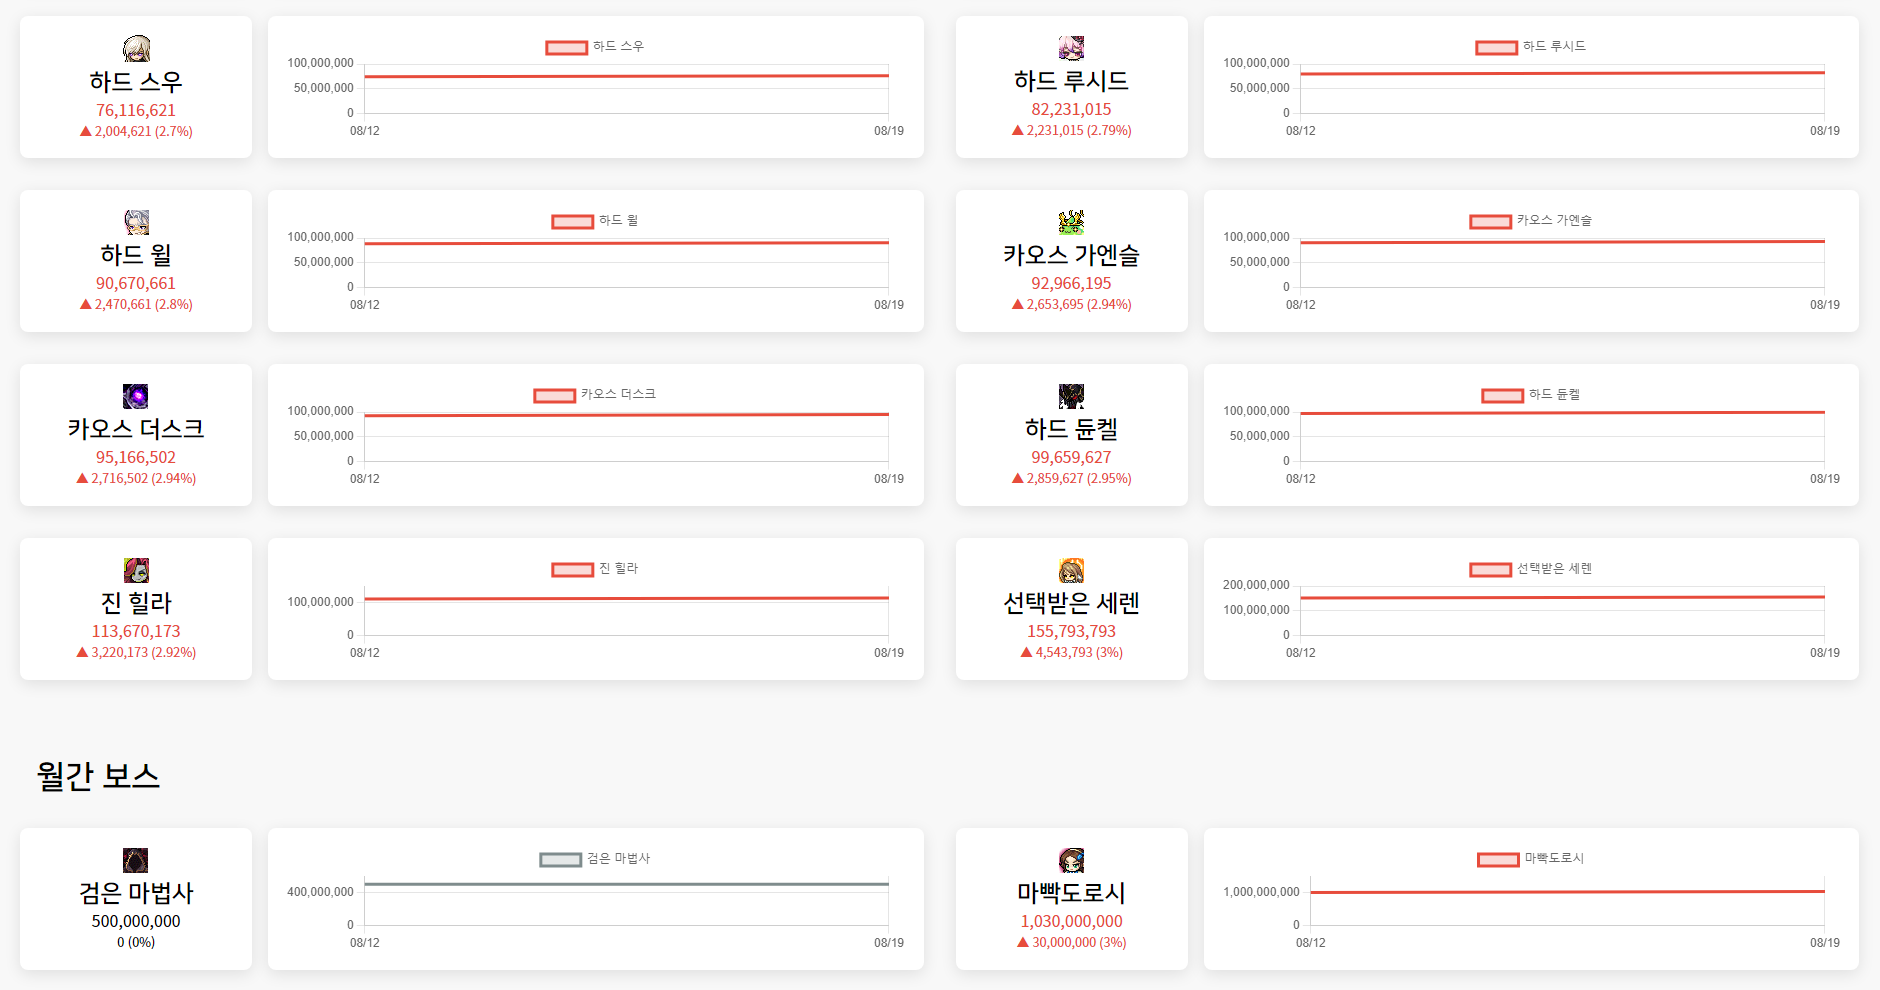 하드 스우
76,116,621
▲ 2,004,621 (2.7%)
하드 스우
100,000,000
50,000,000
0
08/12
08/19
하드 루시드
82,231,015
▲ 2,231,015 (2.79%)
하드 루시드
100,000,000
50,000,000
0
08/12
08/19
하드 윌
90,670,661
▲ 2,470,661 (2.8%)
하드 윌
100,000,000
50,000,000
0
08/12
08/19
카오스 가엔슬
92,966,195
▲ 2,653,695 (2.94%)
카오스 가엔슬
100,000,000
50,000,000
0
08/12
08/19
카오스 더스크
95,166,502
▲ 2,716,502 (2.94%)
카오스 더스크
100,000,000
50,000,000
0
08/12
08/19
하드 듄켈
99,659,627
▲ 2,859,627 (2.95%)
하드 듄켈
100,000,000
50,000,000
0
08/12
08/19
진 힐라
113,670,173
▲ 3,220,173 (2.92%)
진 힐라
100,000,000
0
08/12
08/19
선택받은 세렌
155,793,793
▲ 4,543,793 (3%)
선택받은 세렌
200,000,000
100,000,000
0
08/12
08/19
월간 보스
검은 마법사
500,000,000
0 (0%)
검은 마법사
400,000,000
0
08/12
08/19
마빡도로시
1,030,000,000
▲ 30,000,000 (3%)
마빡도로시
1,000,000,000
0
08/12
08/19